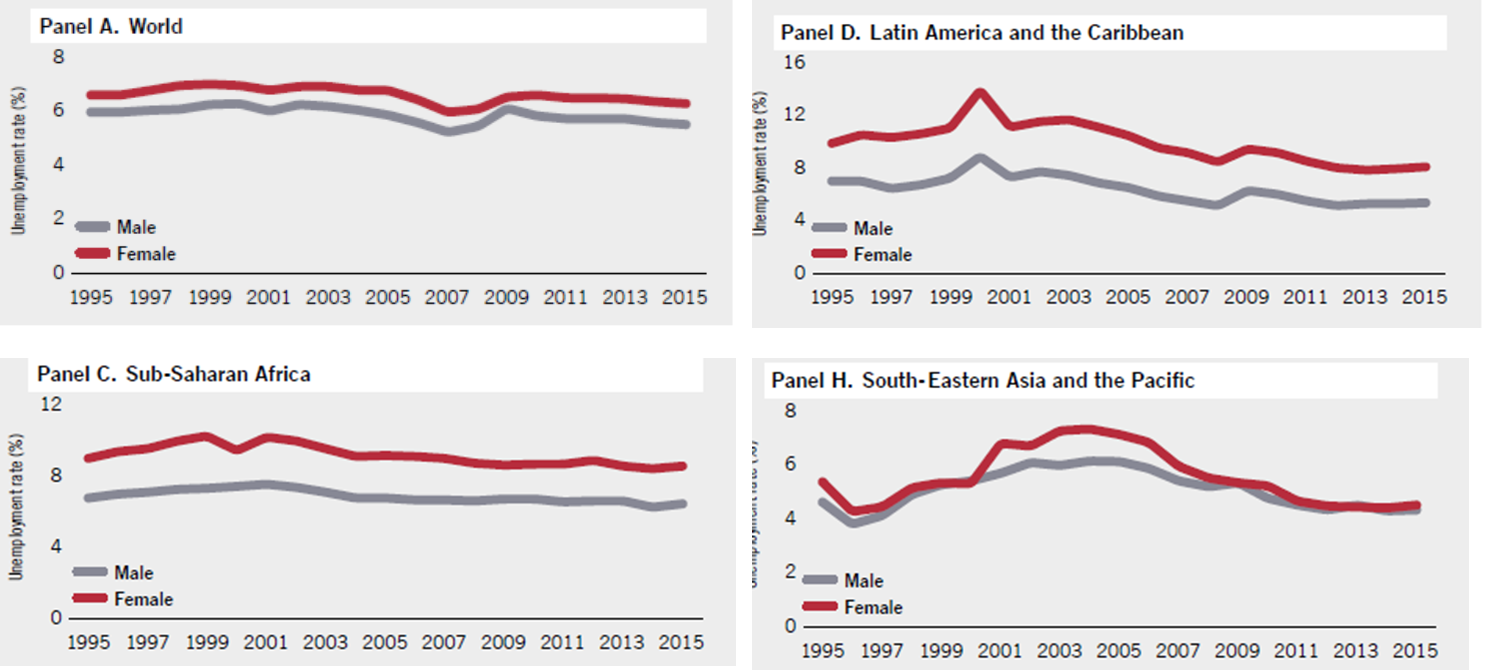 Panel A. World
Unemployment rate (%)
8
6
4
2
0
Male
Female
1995 1997 1999 2001 2003 2005 2007 2009 2011 2013 2015
Panel D. Latin America and the Caribbean
Unemployment rate (%)
16
12
8
4
0
Male
Female
1995 1997 1999 2001 2003 2005 2007 2009 2011 2013 2015
Panel C. Sub-Saharan Africa
Unemployment rate (%)
12
8
4
0
Male
Female
1995 1997 1999 2001 2003 2005 2007 2009 2011 2013 2015
Panel H. South-Eastern Asia and the Pacific
8
6
4
2
0
Male
Female
1995 1997 1999 2001 2003 2005 2007 2009 2011 2013 2015